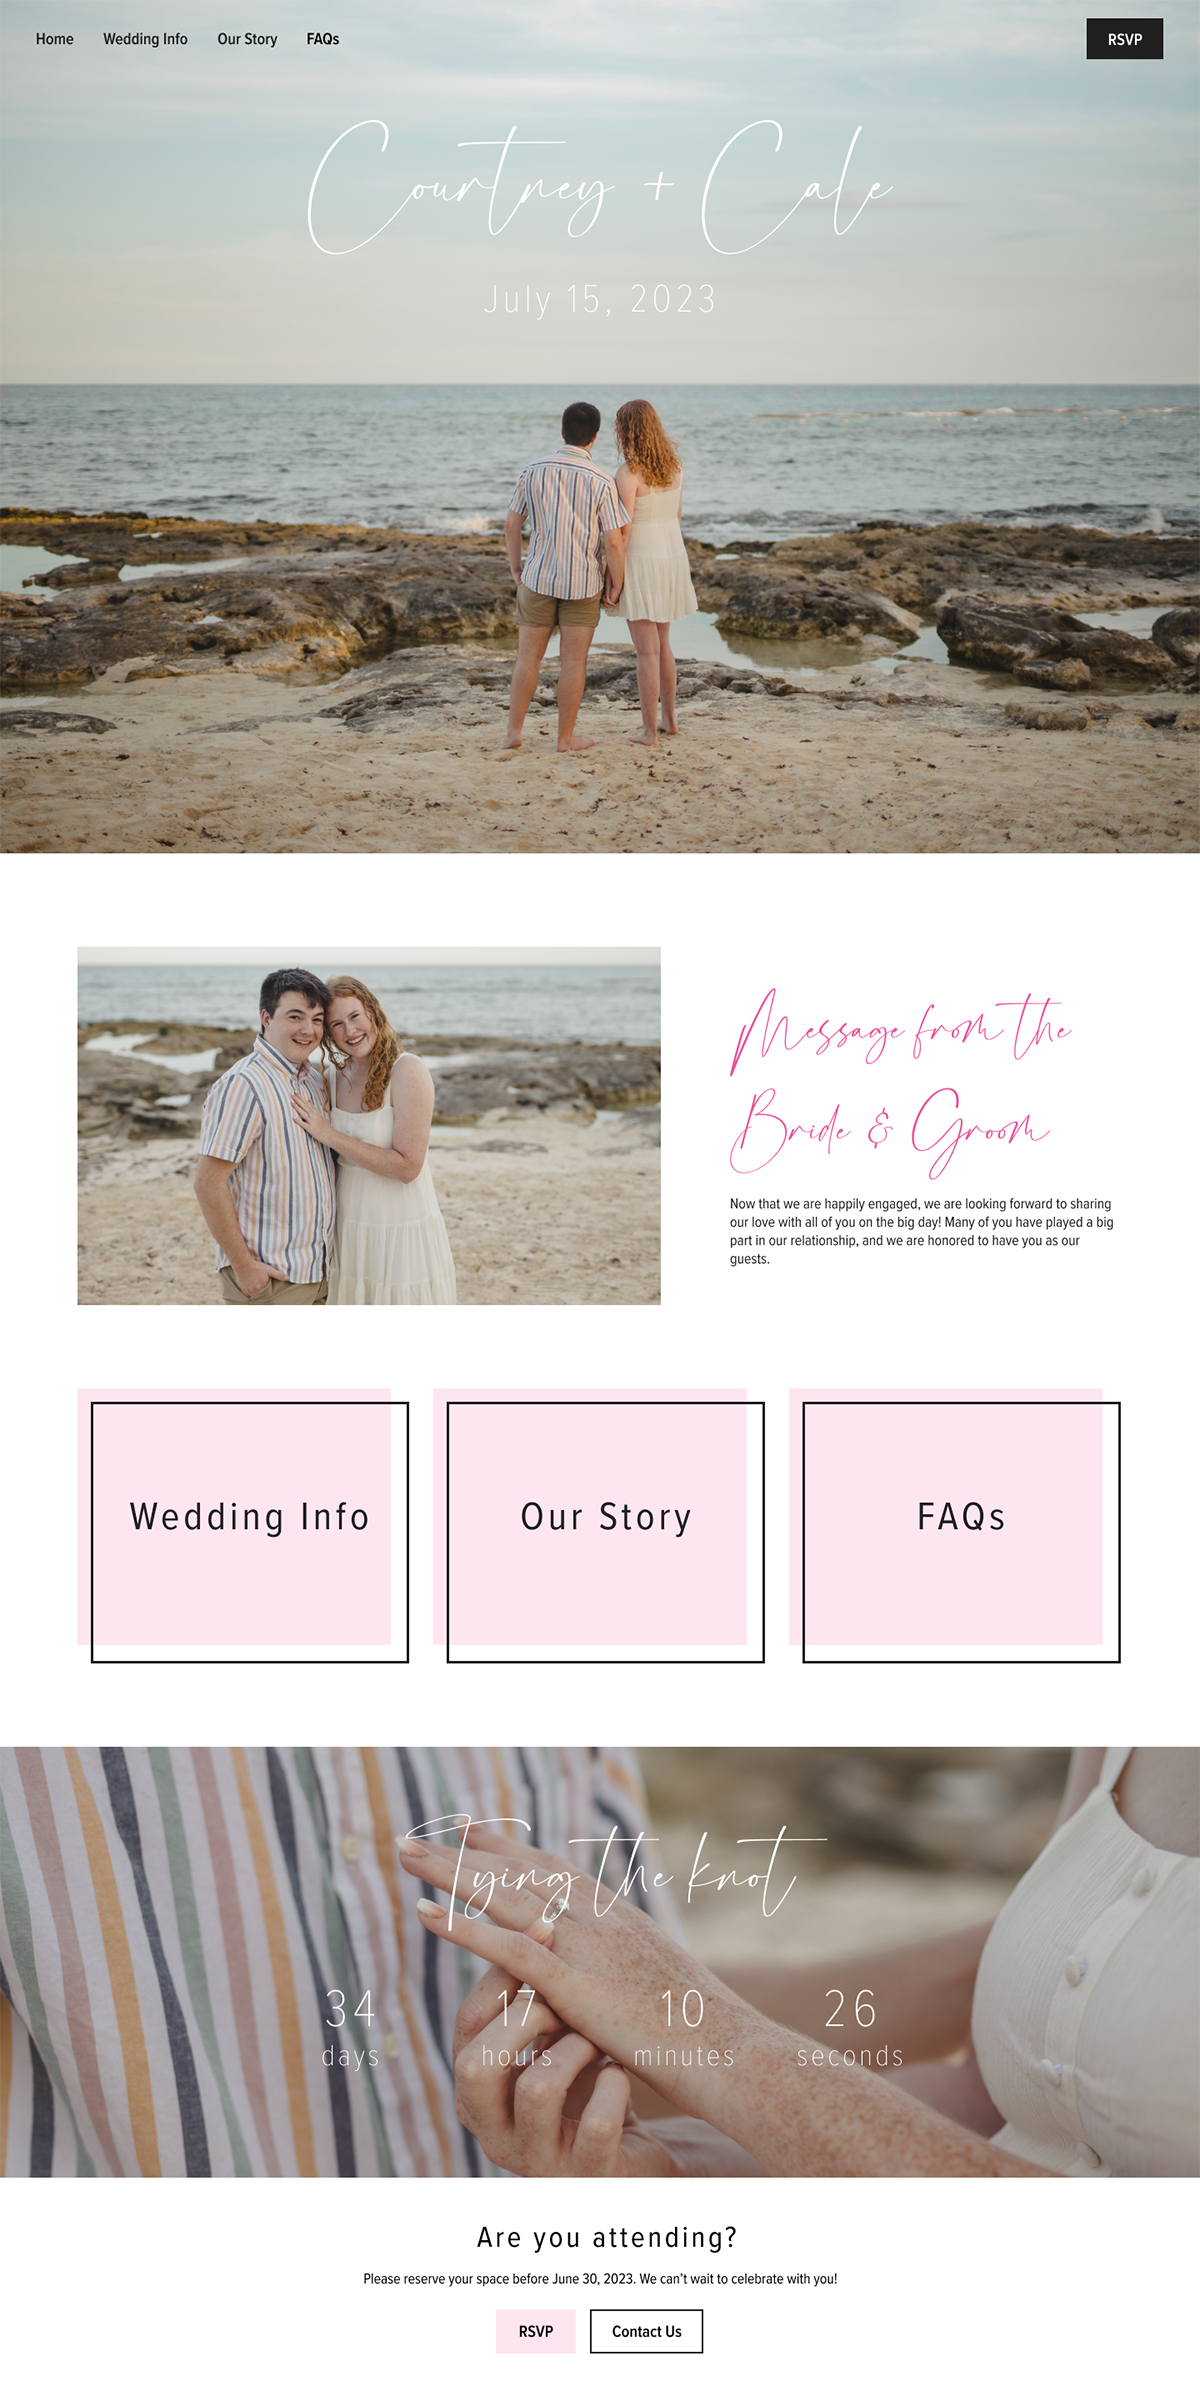 Home Wedding Info Our Story FAQs RSVP
Courtney + Cale
July 15, 2023
Message from the
Bride & Groom
Now that we are happily engaged, we are looking forward to sharing
our love with all of you on the big day! Many of you have played a big
part in our relationship, and we are honored to have you as our
guests.
Wedding Info
Our Story
FAQs
Tying the knot
34 17 10 26
days hours minutes seconds
Are you attending?
Please reserve your space before June 30, 2023. We can’t wait to celebrate with you!
RSVP Contact Us